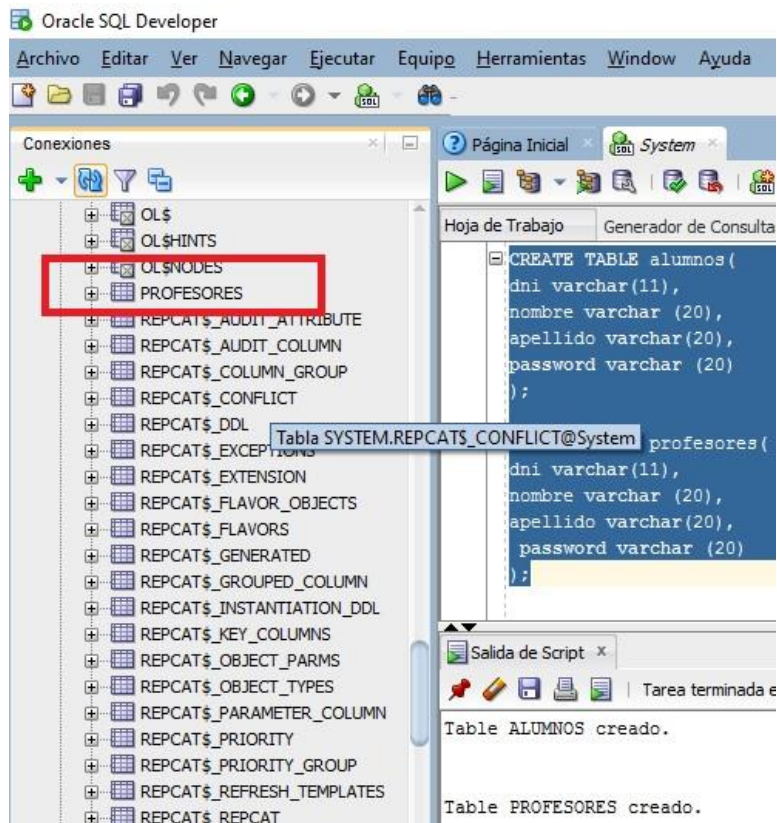 Oracle SQL Developer
Archivo Editar Ver Navegar Ejecutar Equipo Herramientas Window Ayuda
Conexiones
OL$
OL$HINTS
OL$NODES
PROFESORES
REPCAT$_AUDIT_ATTRIBUTE
REPCAT$_AUDIT_COLUMN
REPCAT$_COLUMN_GROUP
REPCAT$_CONFLICT
REPCAT$_DDL
Tabla SYSTEM.REPCAT$_CONFLICT@System
REPCAT$_EXCEPTIONS
REPCAT$_EXTENSION
REPCAT$_FLAVOR_OBJECTS
REPCAT$_FLAVORS
REPCAT$_GENERATED
REPCAT$_GROUPED_COLUMN
REPCAT$_INSTANTIATION_DDL
REPCAT$_KEY_COLUMNS
REPCAT$_OBJECT_PARMS
REPCAT$_OBJECT_TYPES
REPCAT$_PARAMETER_COLUMN
REPCAT$_PRIORITY
REPCAT$_PRIORITY_GROUP
REPCAT$_REFRESH_TEMPLATES
REPCAT$_REPCAT
Página Inicial System
Hoja de Trabajo Generador de Consulta
CREATE TABLE alumnos(
dni varchar(11),
nombre varchar (20),
apellido varchar(20),
password varchar (20)
);
profesores(
dni varchar(11),
nombre varchar (20),
apellido varchar(20),
password varchar (20)
);
Salida de Script
Tarea terminada e
Table ALUMNOS creado.
Table PROFESORES creado.